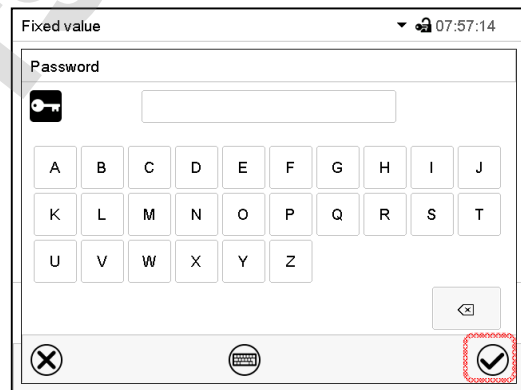 Fixed value 07:57:14
Password
A B C D E F G H I J
K L M N O P Q R S T
U V W X Y Z